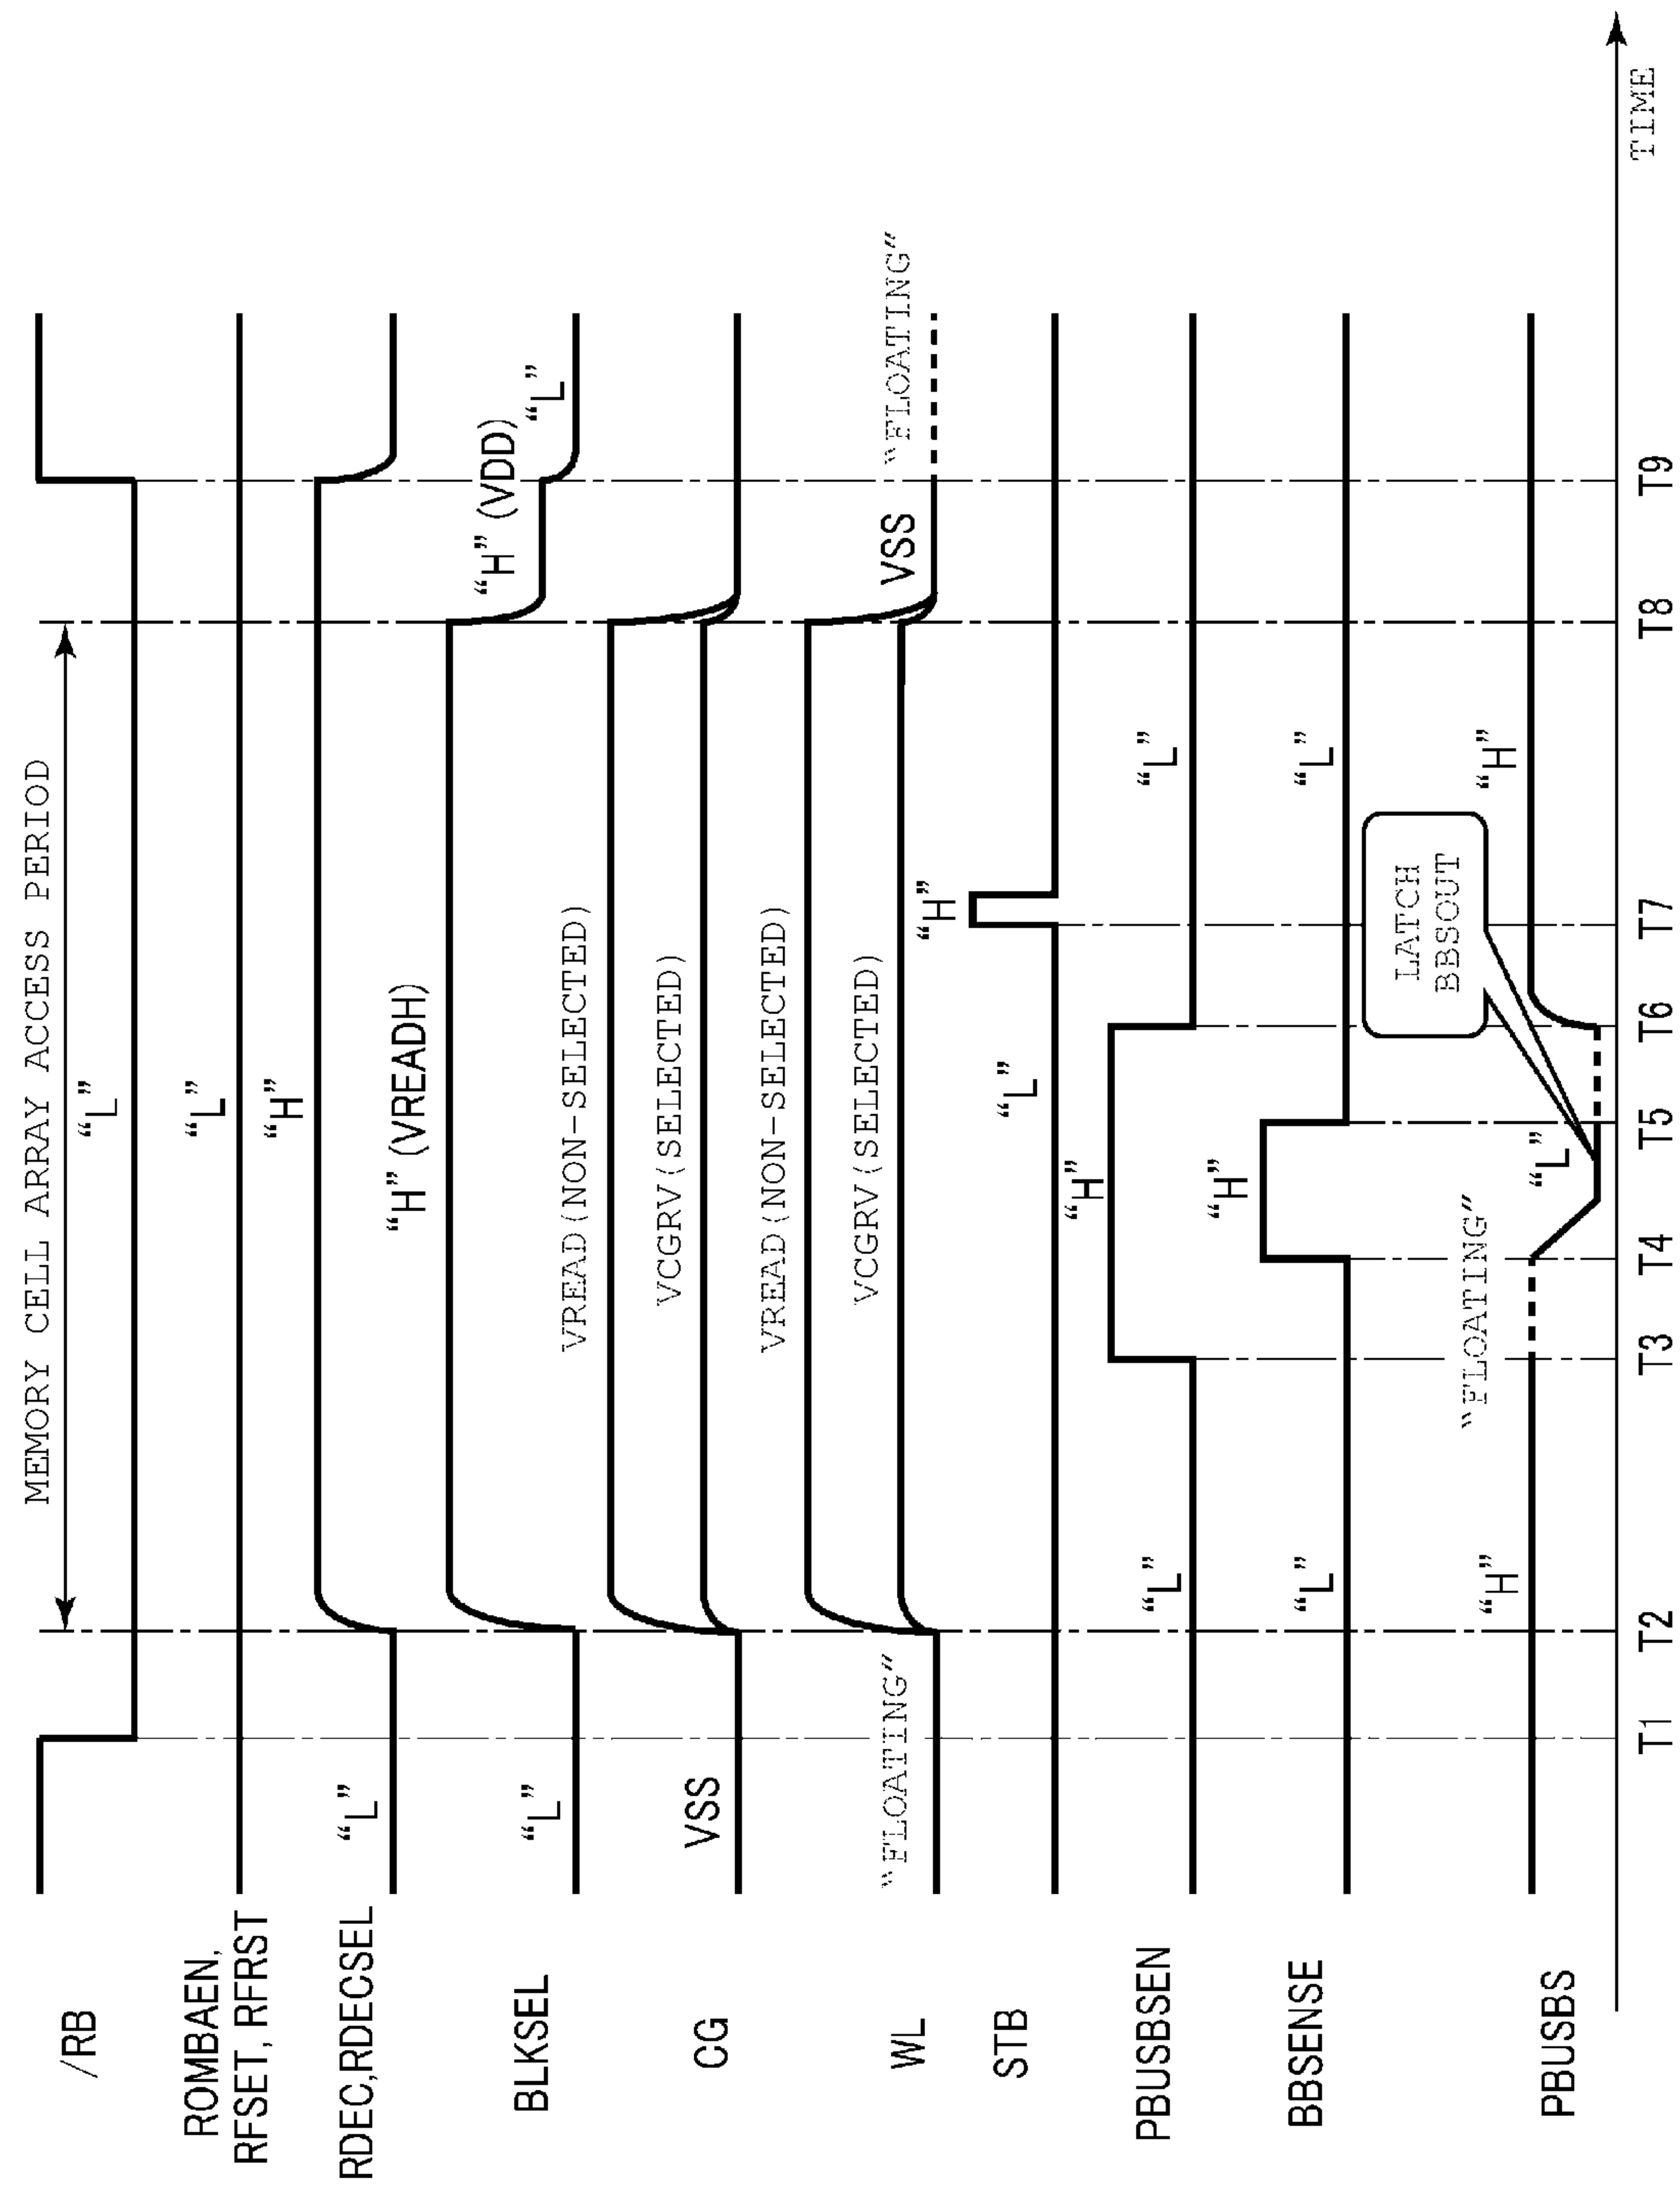 MEMORY CELL ARRAY ACCESS PERIOD
/RB
"L"
ROMBAEN,
RFSET, RFRST
"L"
RDEC,RDECSEL
"L"
"H"
BLKSEL
"L"
"H" (VREADH)
"H" (VDD)
"L"
CG
VSS
VREAD(NON-SELECTED)
VCGRV(SELECTED)
WL
"FLOATING"
VREAD(NON-SELECTED)
VCGRV(SELECTED)
VSS
"FLOATING"
STB
"L"
"H"
PBUSBSEN
"L"
"H"
"L"
BBSENSE
"L"
"H"
"L"
PBUSBS
"H"
"FLOATING"
"L"
LATCH
BBSOUT
"H"
T1 T2 T3 T4 T5 T6 T7 T8 T9
TIME